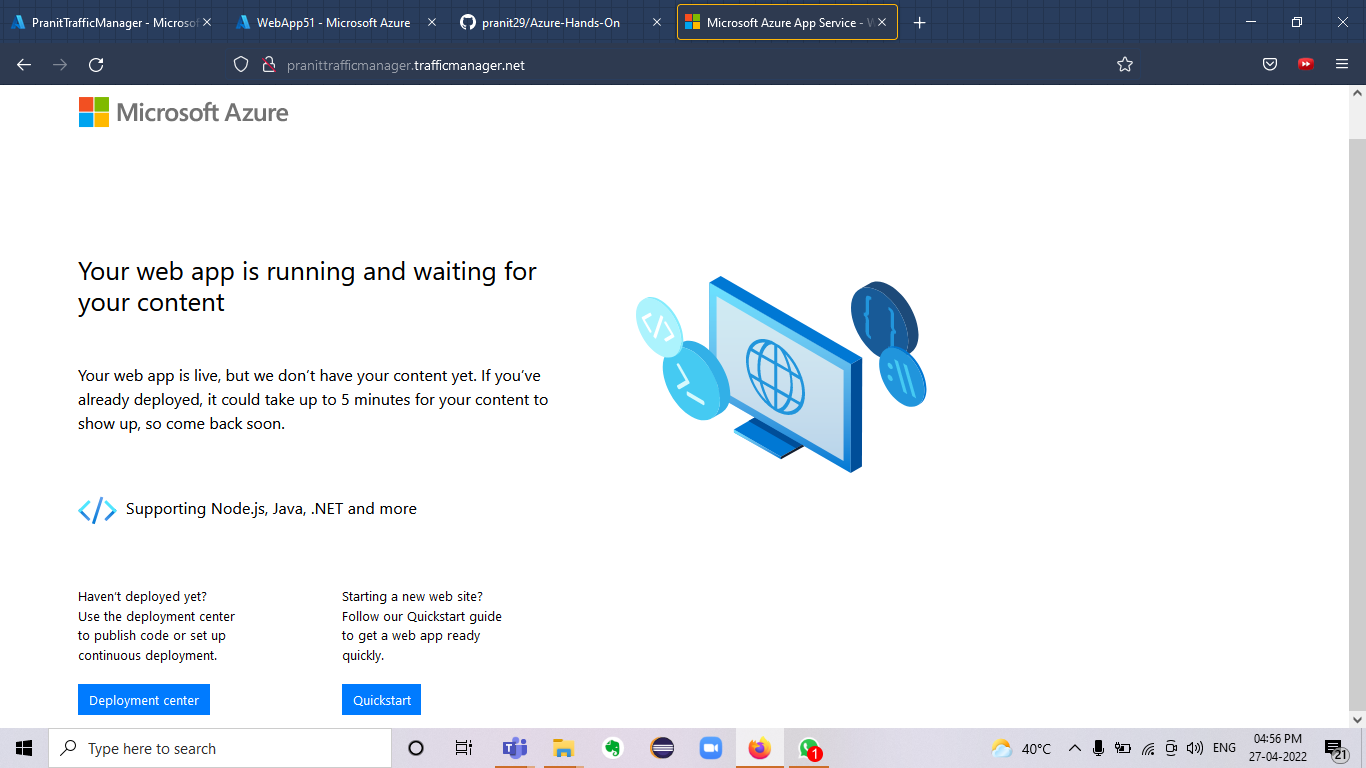 PranitTrafficManager - Microsof
WebApp51 - Microsoft Azure
pranit29/Azure-Hands-On
Microsoft Azure App Service - W
pranittrafficmanager.trafficmanager.net
Microsoft Azure
Your web app is running and waiting for
your content
Your web app is live, but we don’t have your content yet. If you’ve
already deployed, it could take up to 5 minutes for your content to
show up, so come back soon.
Supporting Node.js, Java, .NET and more
Haven’t deployed yet?
Use the deployment center
to publish code or set up
continuous deployment.
Deployment center
Starting a new web site?
Follow our Quickstart guide
to get a web app ready
quickly.
Quickstart
Type here to search
1
40°C
ENG
04:56 PM
27-04-2022
21